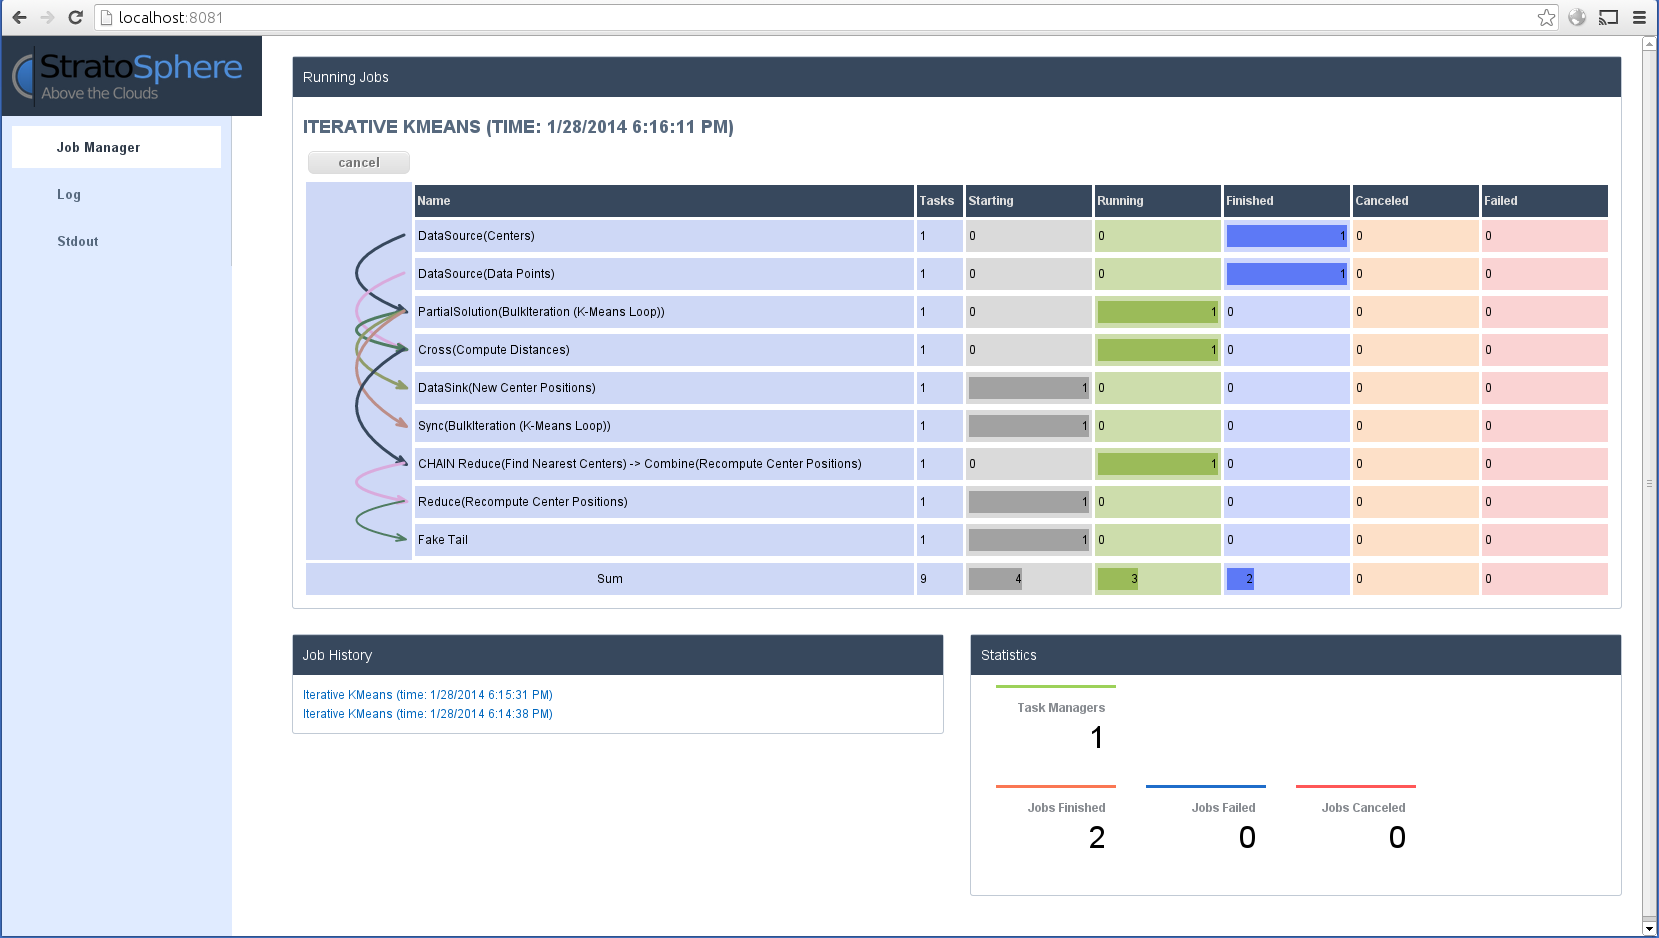 localhost:8081
StratoSphere
Above the Clouds
Job Manager
Log
Stdout
Running Jobs
ITERATIVE KMEANS (TIME: 1/28/2014 6:16:11 PM)
cancel
Name Tasks Starting Running Finished Canceled Failed
DataSource(Centers) 1 0 0 1 0 0
DataSource(Data Points) 1 0 0 1 0 0
PartialSolution(BulkIteration (K-Means Loop)) 1 0 1 0 0 0
Cross(Compute Distances) 1 0 1 0 0 0
DataSink(New Center Positions) 1 1 0 0 0 0
Sync(BulkIteration (K-Means Loop)) 1 1 0 0 0 0
CHAIN Reduce(Find Nearest Centers) -> Combine(Recompute Center Positions) 1 0 1 0 0 0
Reduce(Recompute Center Positions) 1 1 0 0 0 0
Fake Tail 1 1 0 0 0 0
Sum 9 4 3 2 0 0
Job History
Iterative KMeans (time: 1/28/2014 6:15:31 PM)
Iterative KMeans (time: 1/28/2014 6:14:38 PM)
Statistics
Task Managers
1
Jobs Finished Jobs Failed Jobs Canceled
2 0 0